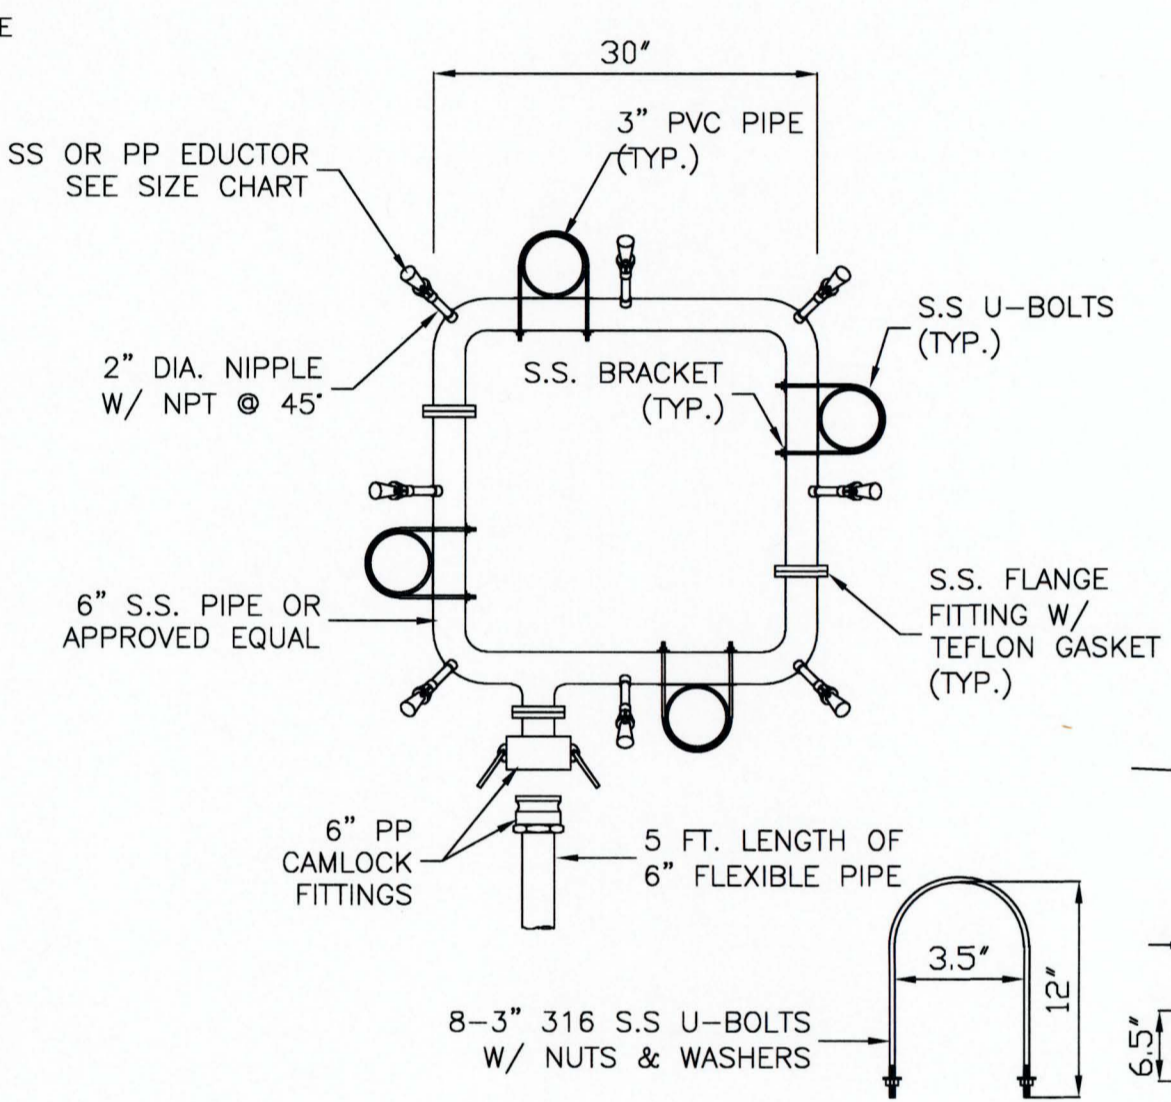 E
30"
3" PVC PIPE
(TYP.)
SS OR PP EDUCTOR
SEE SIZE CHART
S.S U-BOLTS
(TYP.)
2" DIA. NIPPLE
W/ NPT @ 45°
S.S. BRACKET
(TYP.)
6" S.S. PIPE OR
APPROVED EQUAL
S.S. FLANGE
FITTING W/
TEFLON GASKET
(TYP.)
6" PP
CAMLOCK
FITTINGS
5 FT. LENGTH OF
6" FLEXIBLE PIPE
3.5"
12"
6.5"
8-3" 316 S.S U-BOLTS
W/ NUTS & WASHERS